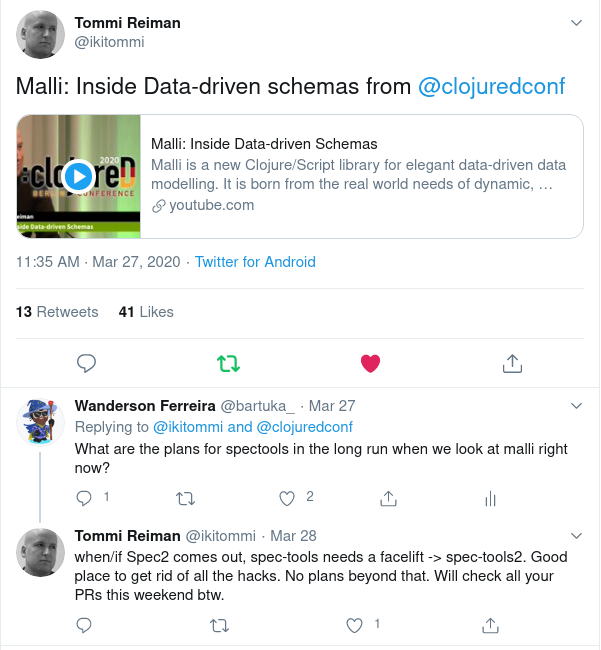 Tommi Reiman
@ikitommi
Malli: Inside Data-driven schemas from @clojuredconf
:clojreD
2020
BERLIN CONFERENCE
eiman
side Data-driven Schemas
Malli: Inside Data-driven Schemas
Malli is a new Clojure/Script library for elegant data-driven data
modelling. It is born from the real world needs of dynamic, …
youtube.com
11:35 AM · Mar 27, 2020 · Twitter for Android
13 Retweets 41 Likes
Wanderson Ferreira @bartuka_ · Mar 27
Replying to @ikitommi and @clojuredconf
What are the plans for spectools in the long run when we look at malli right
now?
1 2
Tommi Reiman @ikitommi · Mar 28
when/if Spec2 comes out, spec-tools needs a facelift -> spec-tools2. Good
place to get rid of all the hacks. No plans beyond that. Will check all your
PRs this weekend btw.
1